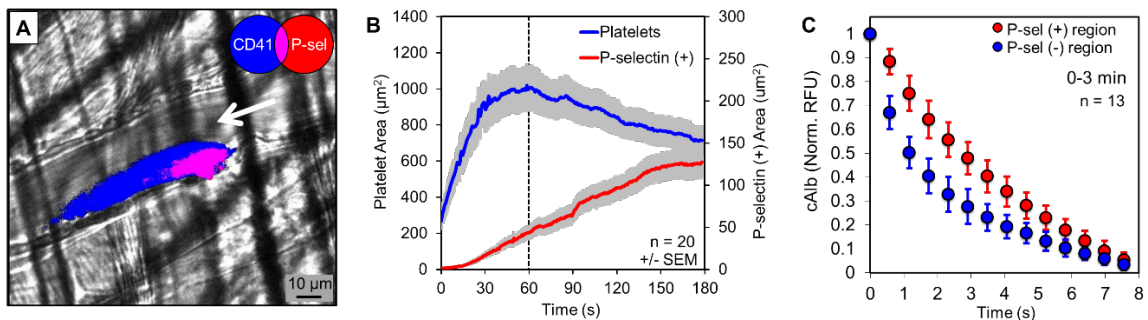 A
CD41
P-sel
10 µm
B
Platelet Area (µm⁻²)
1400
1200
1000
800
600
400
200
0
Platelets
P-selectin (+)
n = 20
+/- SEM
300
250
200
150
100
50
0
P-selectin (+) Area (um⁻²)
0 30 60 90 120 150 180
Time (s)
C
cAlb (Norm. RFU)
1
0.9
0.8
0.7
0.6
0.5
0.4
0.3
0.2
0.1
0
P-sel (+) region
P-sel (-) region
0-3 min
n = 13
0 1 2 3 4 5 6 7 8
Time (s)